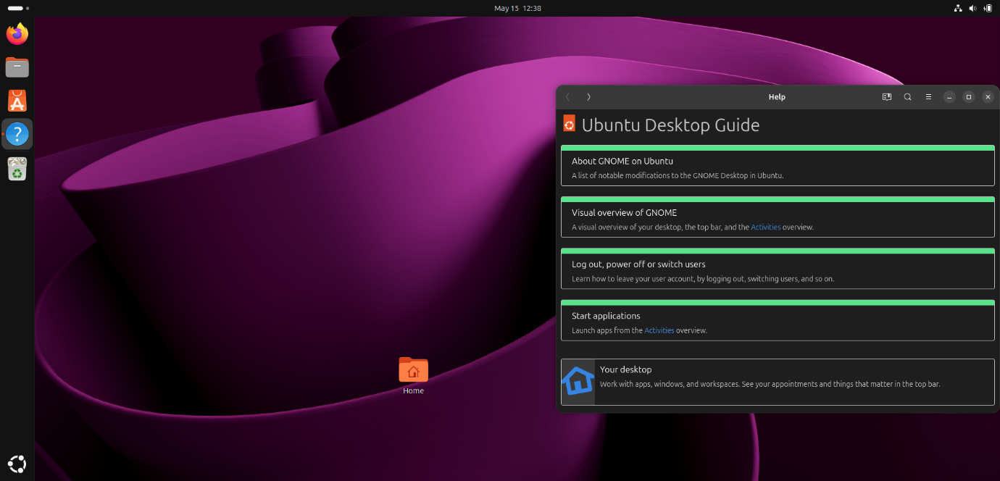 May 15 12:38
Help
Ubuntu Desktop Guide
About GNOME on Ubuntu
A list of notable modifications to the GNOME Desktop in Ubuntu.
Visual overview of GNOME
A visual overview of your desktop, the top bar, and the Activities overview.
Log out, power off or switch users
Learn how to leave your user account, by logging out, switching users, and so on.
Start applications
Launch apps from the Activities overview.
Your desktop
Work with apps, windows, and workspaces. See your appointments and things that matter in the top bar.
Home